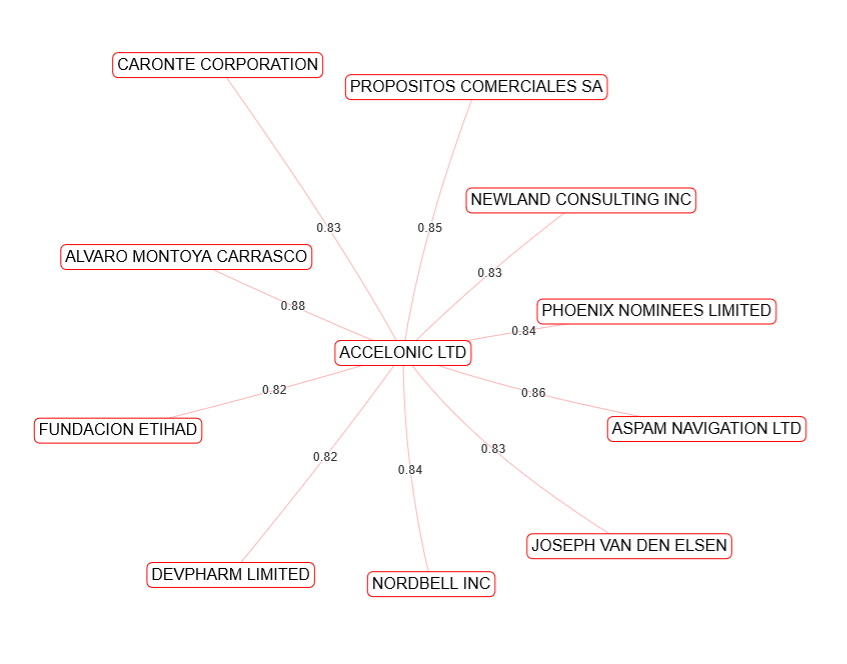 CARONTE CORPORATION
PROPOSITOS COMERCIALES SA
NEWLAND CONSULTING INC
0.83
0.85
ALVARO MONTOYA CARRASCO
0.83
0.88
PHOENIX NOMINEES LIMITED
0.84
ACCELONIC LTD
0.82
0.86
FUNDACION ETIHAD
ASPAM NAVIGATION LTD
0.83
0.82
0.84
JOSEPH VAN DEN ELSEN
DEVPHARM LIMITED
NORDBELL INC